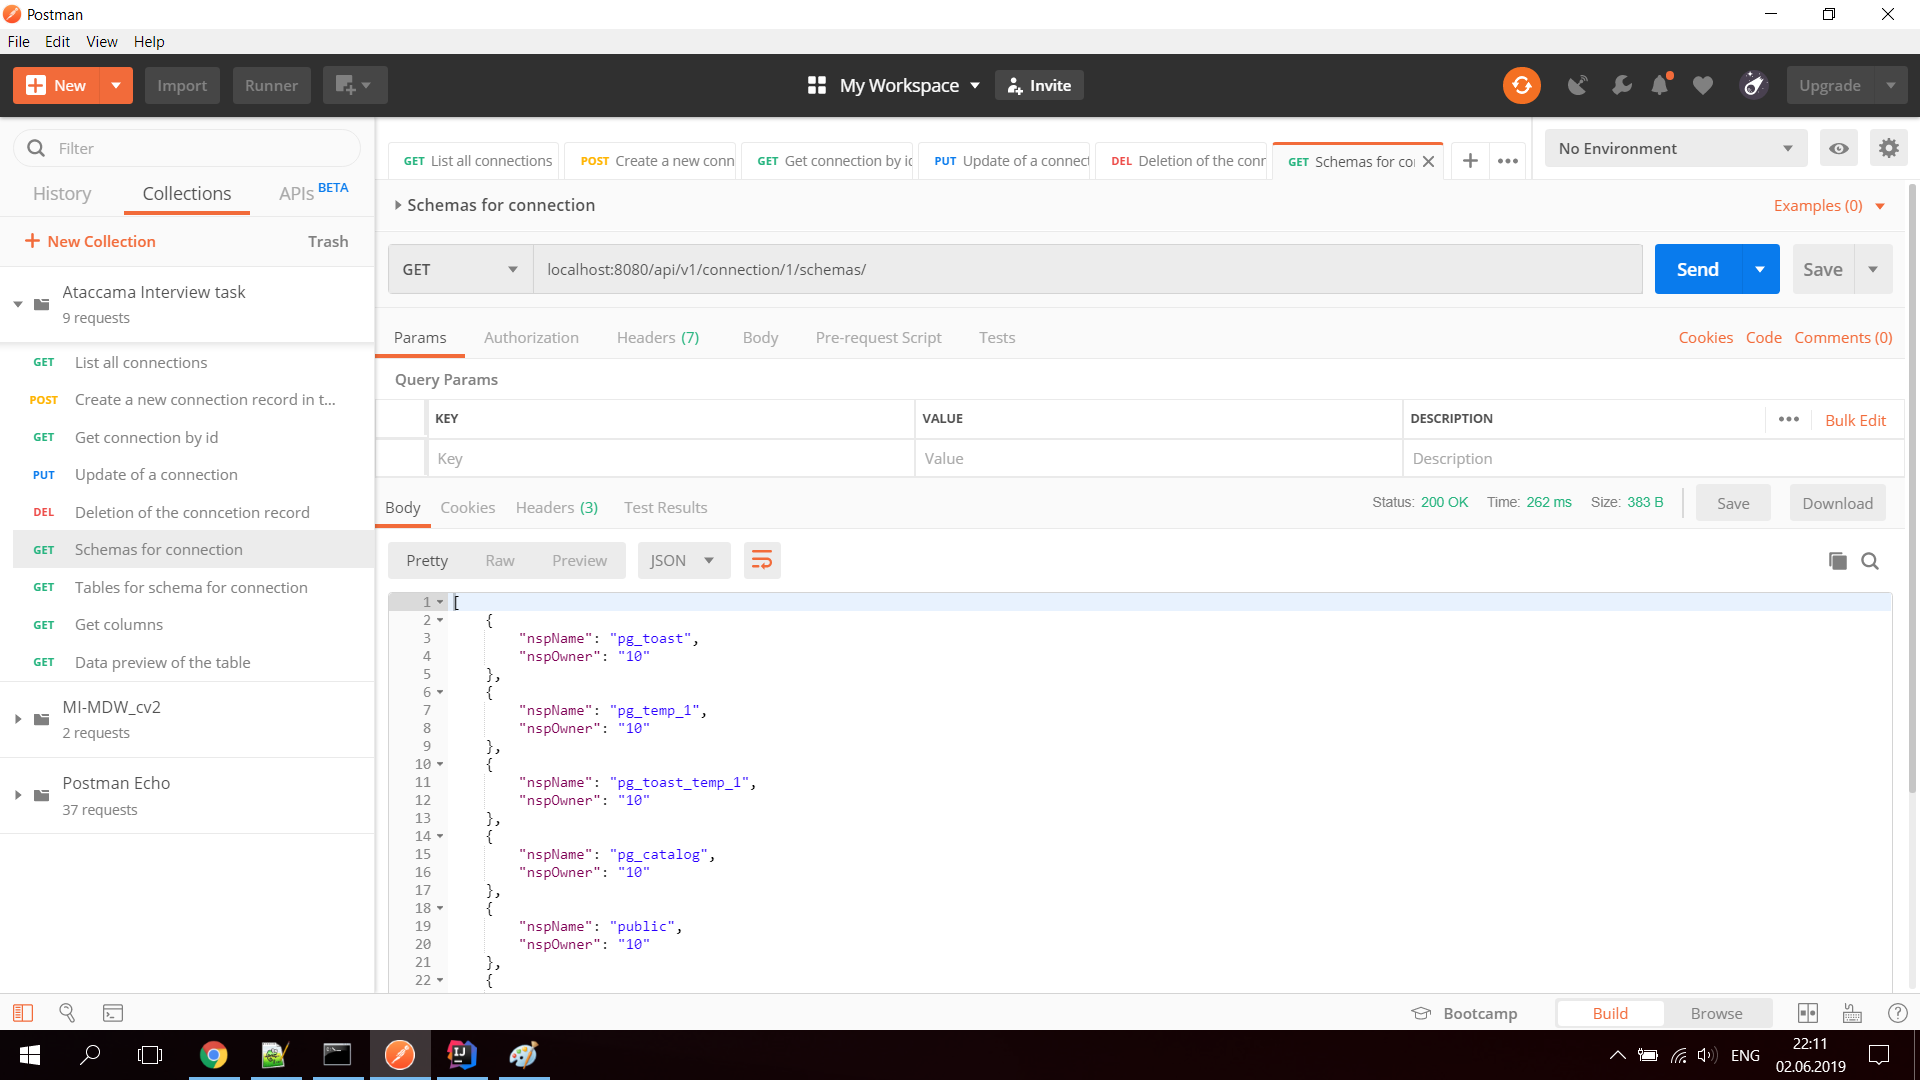 Postman
File Edit View Help
New Import Runner My Workspace Invite Upgrade
Filter
History Collections APIs BETA
New Collection Trash
Ataccama Interview task
9 requests
GET List all connections
POST Create a new connection record in t...
GET Get connection by id
PUT Update of a connection
DEL Deletion of the conncetion record
GET Schemas for connection
GET Tables for schema for connection
GET Get columns
GET Data preview of the table
MI-MDW_cv2
2 requests
Postman Echo
37 requests
GET List all connections POST Create a new conn GET Get connection by id PUT Update of a connect DEL Deletion of the conr GET Schemas for co No Environment
Schemas for connection Examples (0)
GET localhost:8080/api/v1/connection/1/schemas/ Send Save
Params Authorization Headers (7) Body Pre-request Script Tests Cookies Code Comments (0)
Query Params
KEY VALUE DESCRIPTION Bulk Edit
Key Value Description
Body Cookies Headers (3) Test Results Status: 200 OK Time: 262 ms Size: 383 B Save Download
Pretty Raw Preview JSON
1 [
2 {
3 "nspName": "pg_toast",
4 "nspOwner": "10"
5 },
6 {
7 "nspName": "pg_temp_1",
8 "nspOwner": "10"
9 },
10 {
11 "nspName": "pg_toast_temp_1",
12 "nspOwner": "10"
13 },
14 {
15 "nspName": "pg_catalog",
16 "nspOwner": "10"
17 },
18 {
19 "nspName": "public",
20 "nspOwner": "10"
21 },
22 {
Bootcamp Build Browse
ENG
22:11
02.06.2019